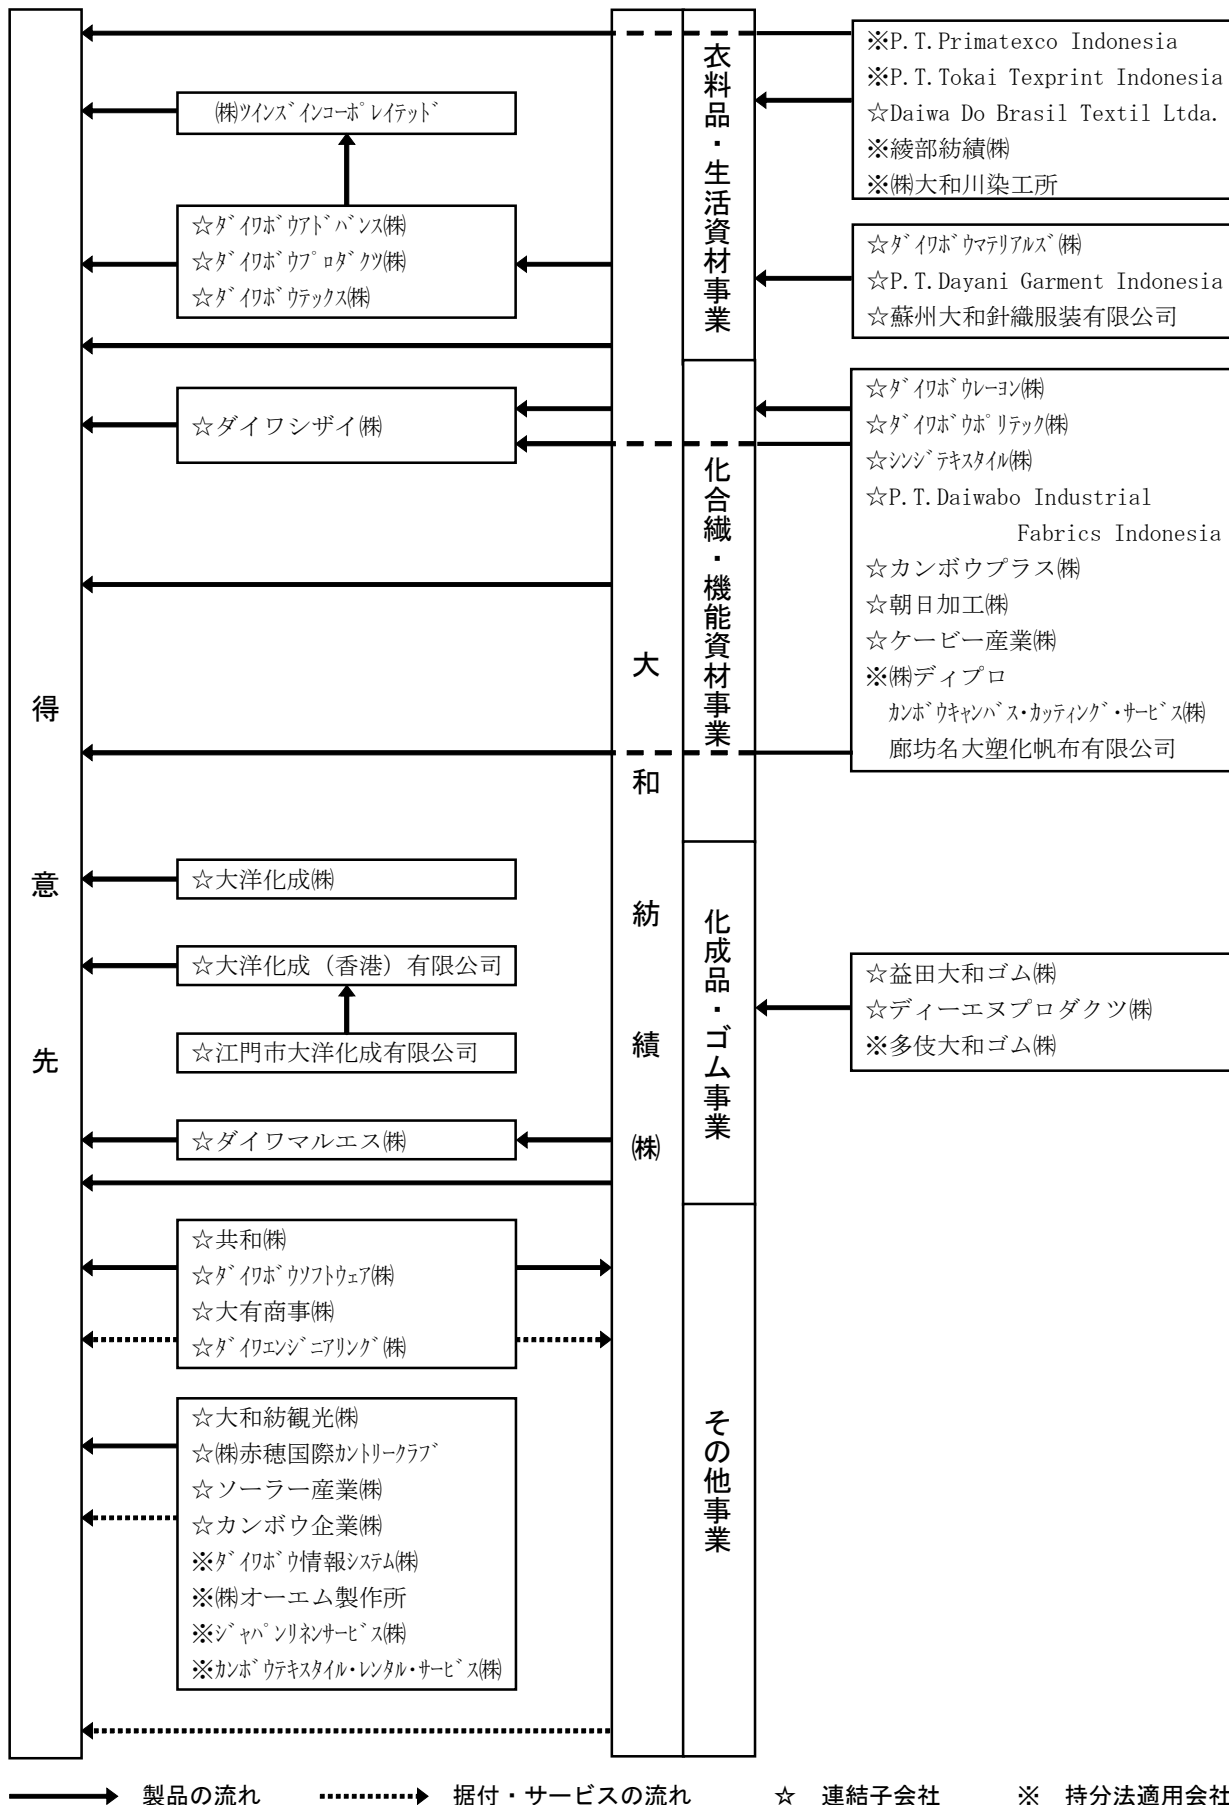 得意先
大和紡績㈱
衣料品・生活資材事業
化合繊・機能資材事業
化成品・ゴム事業
その他事業
㈱ﾂｲﾝｽﾞｲﾝｺｰﾎﾟﾚｲﾃｯﾄﾞ
☆ﾀﾞｲﾜﾎﾞｳｱﾄﾞﾊﾞﾝｽ㈱
☆ﾀﾞｲﾜﾎﾞｳﾌﾟﾛﾀﾞｸﾂ㈱
☆ﾀﾞｲﾜﾎﾞｳﾃｯｸｽ㈱
☆ダイワシザイ㈱
☆大洋化成㈱
☆大洋化成（香港）有限公司
☆江門市大洋化成有限公司
☆ダイワマルエス㈱
☆共和㈱
☆ﾀﾞｲﾜﾎﾞｳｿﾌﾄｳｪｱ㈱
☆大有商事㈱
☆ﾀﾞｲﾜｴﾝｼﾞﾆｱﾘﾝｸﾞ㈱
☆大和紡観光㈱
☆㈱赤穂国際ｶﾝﾄﾘｰｸﾗﾌﾞ
☆ソーラー産業㈱
☆カンボウ企業㈱
※ﾀﾞｲﾜﾎﾞｳ情報ｼｽﾃﾑ㈱
※㈱オーエム製作所
※ｼﾞｬﾊﾟﾝﾘﾈﾝｻｰﾋﾞｽ㈱
※ｶﾝﾎﾞｳﾃｷｽﾀｲﾙ・ﾚﾝﾀﾙ・ｻｰﾋﾞｽ㈱
※P.T.Primatexco Indonesia
※P.T.Tokai Texprint Indonesia
☆Daiwa Do Brasil Textil Ltda.
※綾部紡績㈱
※㈱大和川染工所
☆ﾀﾞｲﾜﾎﾞｳﾏﾃﾘｱﾙｽﾞ㈱
☆P.T.Dayani Garment Indonesia
☆蘇州大和針織服装有限公司
☆ﾀﾞｲﾜﾎﾞｳﾚｰﾖﾝ㈱
☆ﾀﾞｲﾜﾎﾞｳﾎﾟﾘﾃｯｸ㈱
☆ｼﾝｼﾞﾃｷｽﾀｲﾙ㈱
☆P.T.Daiwabo Industrial
Fabrics Indonesia
☆カンボウプラス㈱
☆朝日加工㈱
☆ケービー産業㈱
※㈱ディプロ
ｶﾝﾎﾞｳｷｬﾝﾊﾞｽ・ｶｯﾃｨﾝｸﾞ・ｻｰﾋﾞｽ㈱
廊坊名大塑化帆布有限公司
☆益田大和ゴム㈱
☆ディーエヌプロダクツ㈱
※多伎大和ゴム㈱
製品の流れ 据付・サービスの流れ ☆ 連結子会社 ※ 持分法適用会社